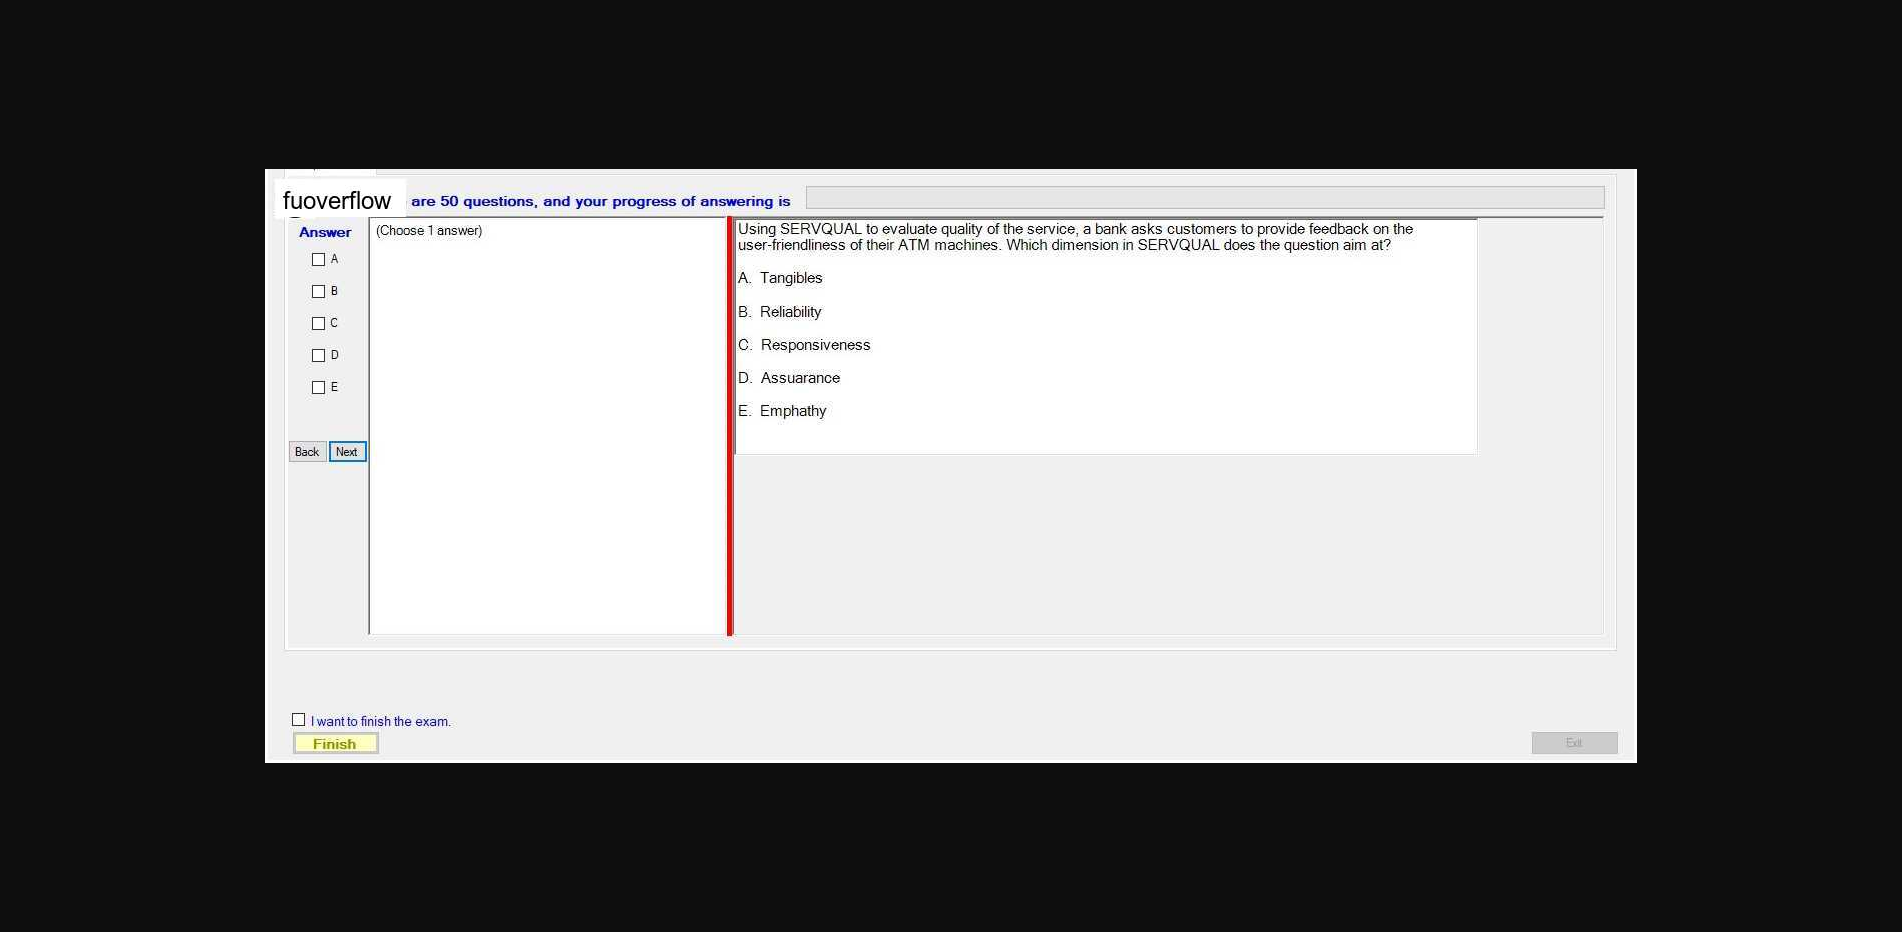 fuoverflow are 50 questions, and your progress of answering is
Answer
(Choose 1 answer)
A
B
C
D
E
Back Next
Using SERVQUAL to evaluate quality of the service, a bank asks customers to provide feedback on the
user-friendliness of their ATM machines. Which dimension in SERVQUAL does the question aim at?
A. Tangibles
B. Reliability
C. Responsiveness
D. Assuarance
E. Emphathy
I want to finish the exam.
Finish
Exit